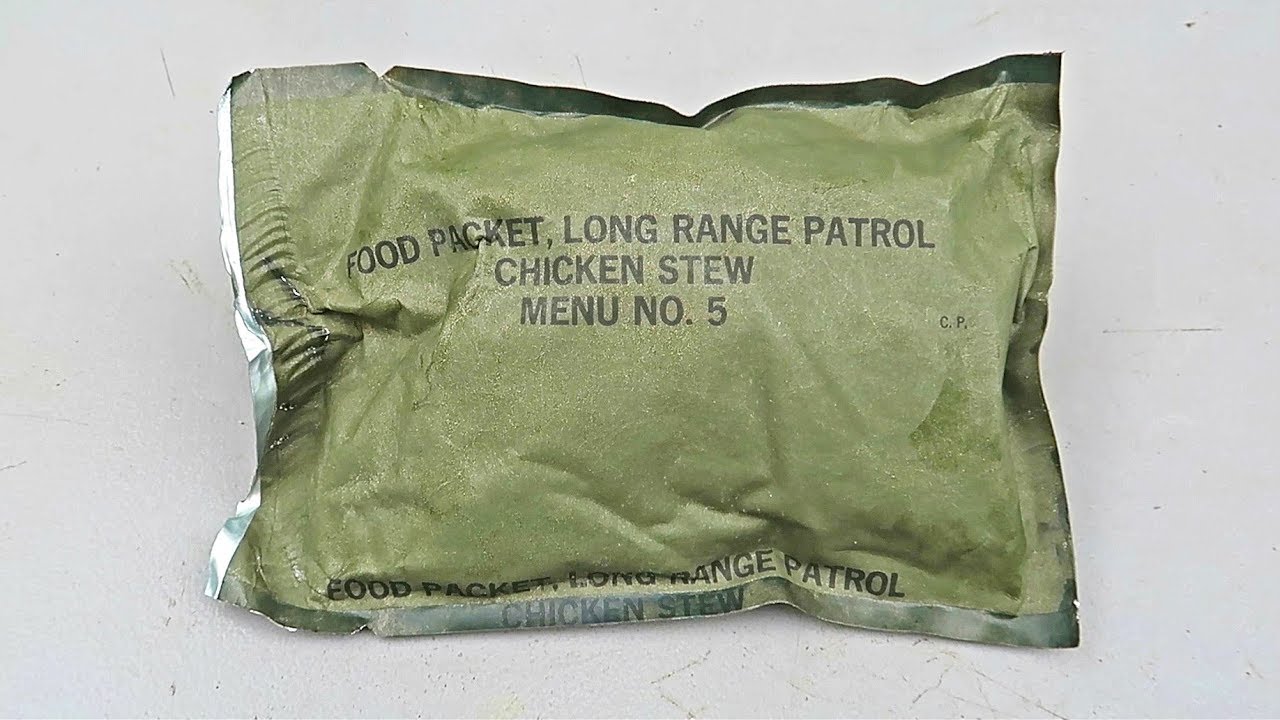 FOOD PACKET, LONG RANGE PATROL
CHICKEN STEW
MENU NO. 5
C. P.
FOOD PACKET, LONG RANGE PATROL
CHICKEN STEW